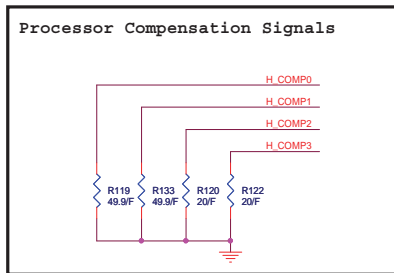 Processor Compensation Signals
H_COMP0
H_COMP1
H_COMP2
H_COMP3
R119 R133 R120 R122
49.9/F 49.9/F 20/F 20/F